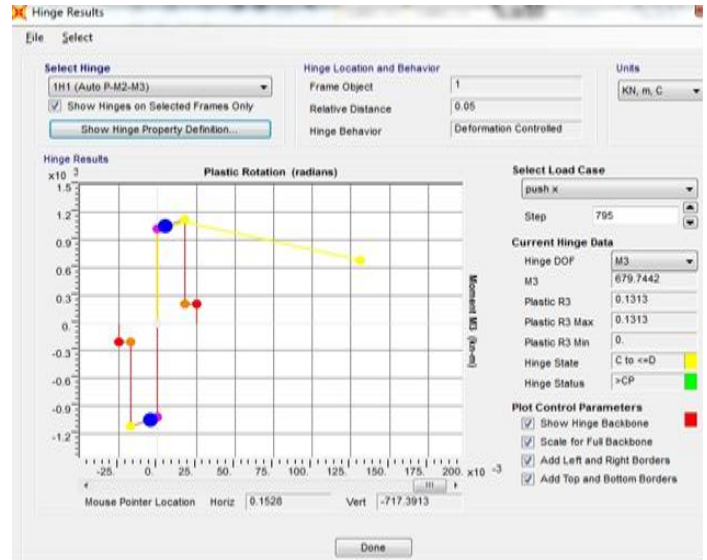 Hinge Results
File Select
Select Hinge
1H1 (Auto P-M2-M3)
Show Hinges on Selected Frames Only
Show Hinge Property Definition...
Hinge Location and Behavior
Frame Object 1
Relative Distance 0.05
Hinge Behavior Deformation Controlled
Units
KN, m, C
Hinge Results
x10 3
Plastic Rotation (radians)
1.5
1.2
0.9
0.6
0.3
0.
-0.3
-0.6
-0.9
-1.2
-25. 0. 25. 50. 75. 100. 125. 150. 175. 200. x10 -3
Moment M3 (kn-m)
Mouse Pointer Location Horiz 0.1528 Vert -717.3913
Select Load Case
push x
Step 795
Current Hinge Data
Hinge DOF M3
M3 679.7442
Plastic R3 0.1313
Plastic R3 Max 0.1313
Plastic R3 Min 0.
Hinge State C to <=D
Hinge Status >CP
Plot Control Parameters
Show Hinge Backbone
Scale for Full Backbone
Add Left and Right Borders
Add Top and Bottom Borders
Done